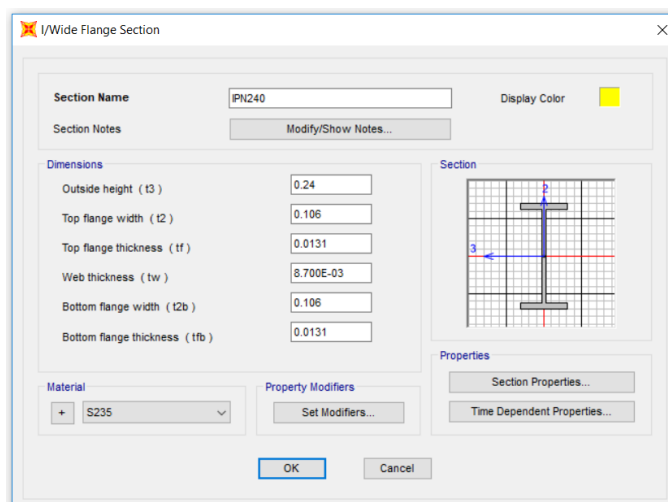 I/Wide Flange Section
Section Name
IPN240
Display Color
Section Notes
Modify/Show Notes...
Dimensions
Outside height ( t3 )
0.24
Top flange width ( t2 )
0.106
Top flange thickness ( tf )
0.0131
Web thickness ( tw )
8.700E-03
Bottom flange width ( t2b )
0.106
Bottom flange thickness ( tfb )
0.0131
Section
2
3
Properties
Section Properties...
Time Dependent Properties...
Material
+
S235
Property Modifiers
Set Modifiers...
OK
Cancel